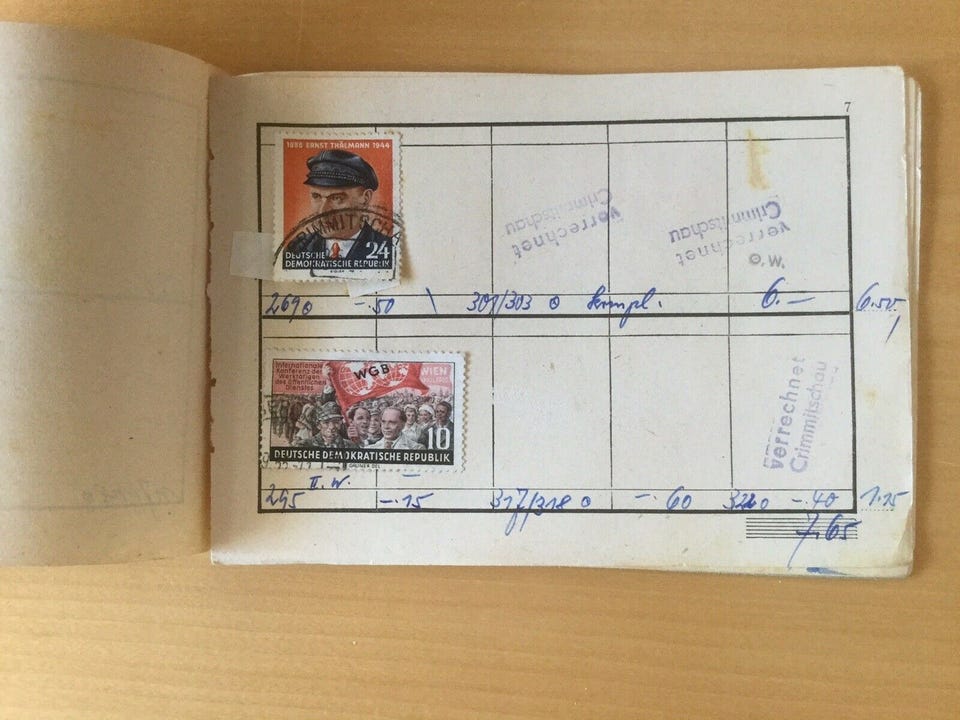 7
1886 ERNST THÄLMANN 1944
CRIMMITSCHA
24
DEUTSCHE
DEMOKRATISCHE REPUBLIK
verrechnet
Crimmitschau
verrechnet
Crimmitschau
W.O
-.50 \ 301/303 ⊙ kompl. 6.— 6.50
Internationale
Konferenz der
Werktätigen
des öffentlichen
Dienstes
WGB
WIEN
10
DEUTSCHE DEMOKRATISCHE REPUBLIK
verrechnet
Crimmitschau
295 II. W. -.15 317/318 ⊙ -.60 -.40 1.15
7.65